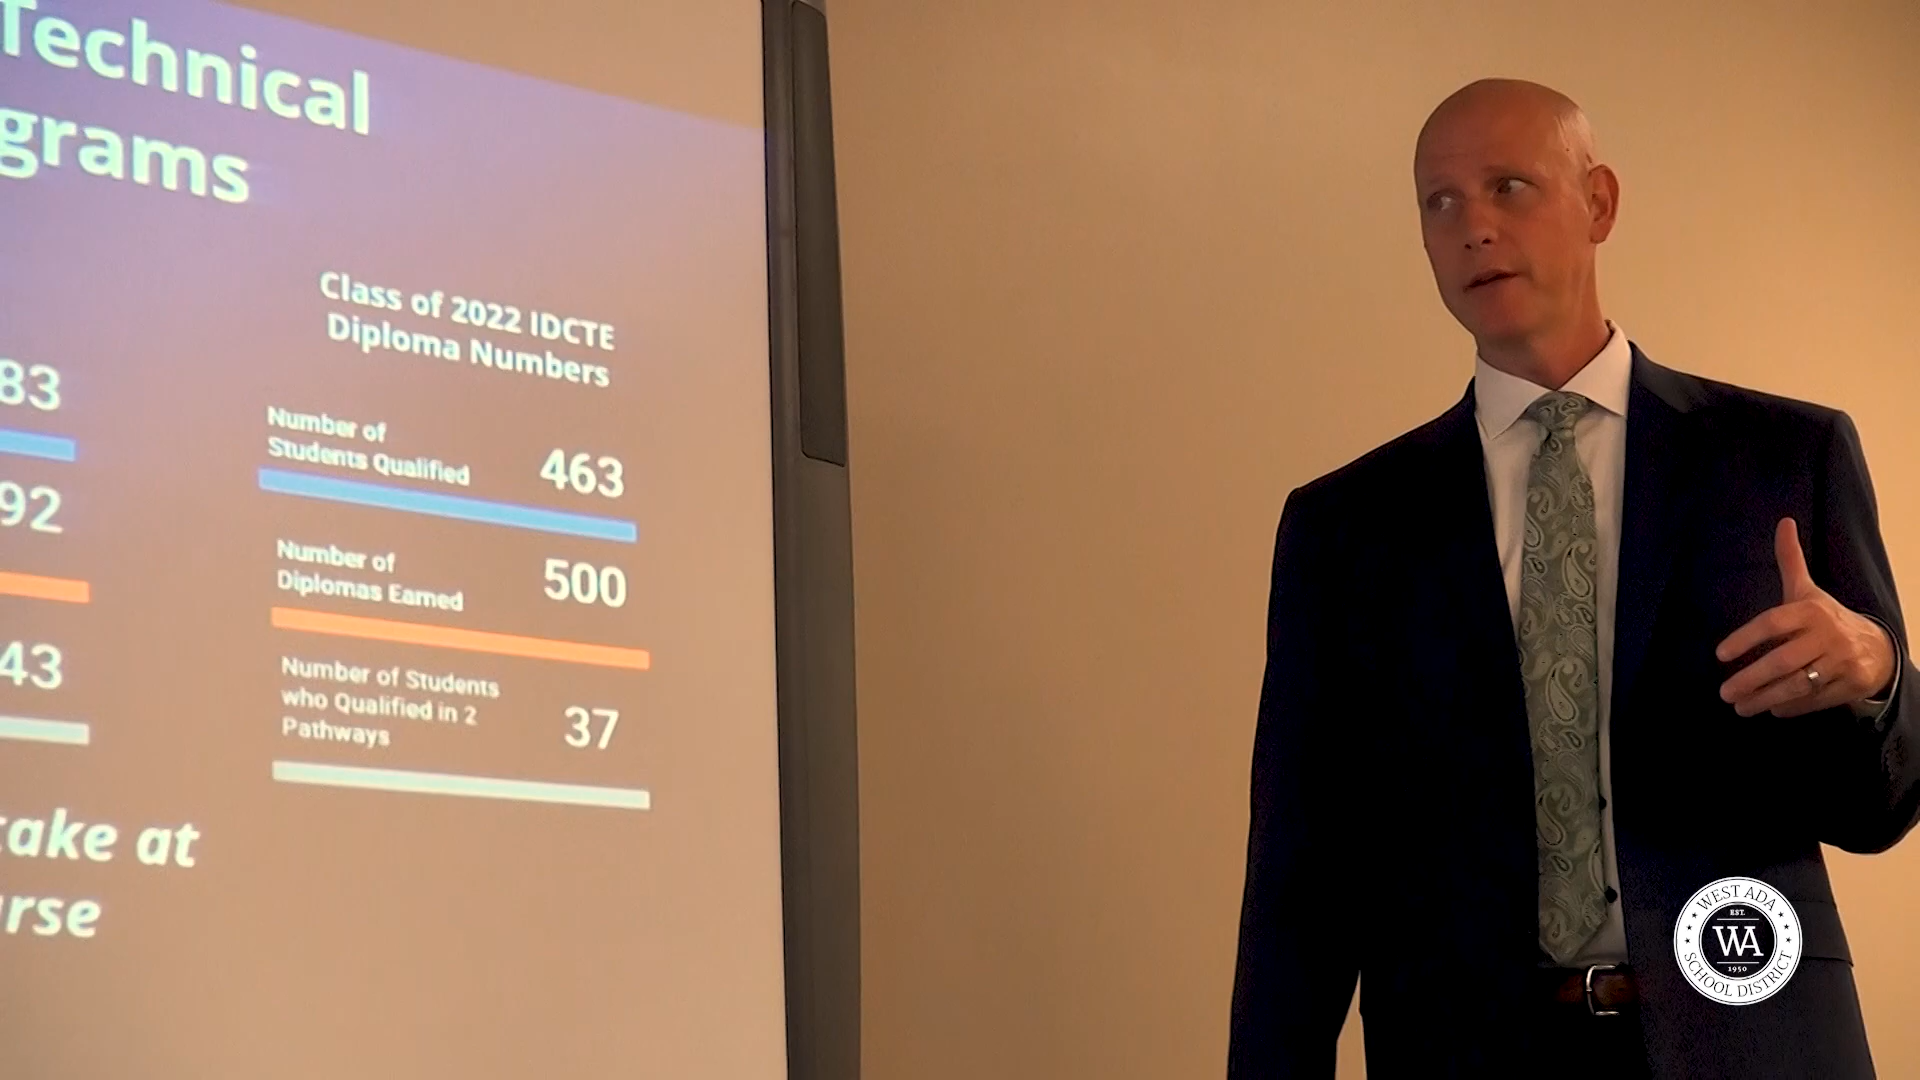 Technical
grams
Class of 2022 IDCTE
Diploma Numbers
83
Number of
Students Qualified
463
92
Number of
Diplomas Earned
500
43
Number of Students
who Qualified in 2
Pathways
37
take at
urse
WEST ADA
EST.
WA
1950
SCHOOL DISTRICT